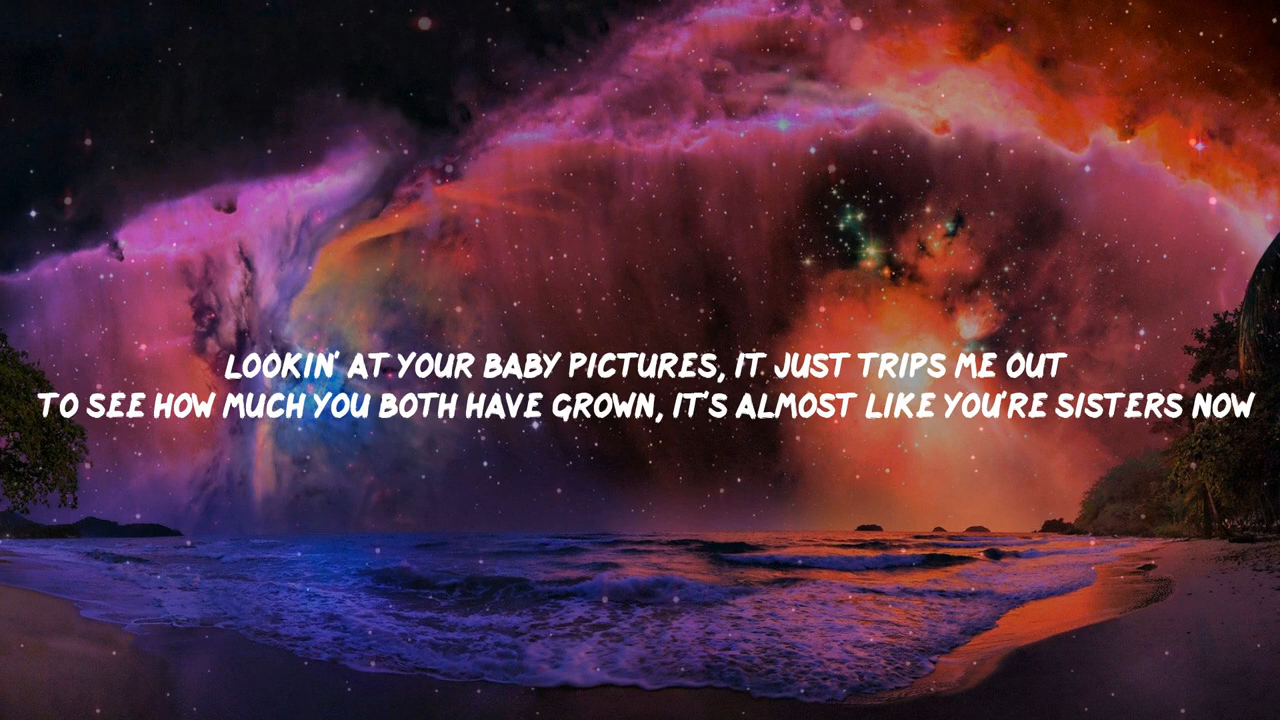 LOOKIN' AT YOUR BABY PICTURES, IT JUST TRIPS ME OUT
TO SEE HOW MUCH YOU BOTH HAVE GROWN, IT'S ALMOST LIKE YOU'RE SISTERS NOW